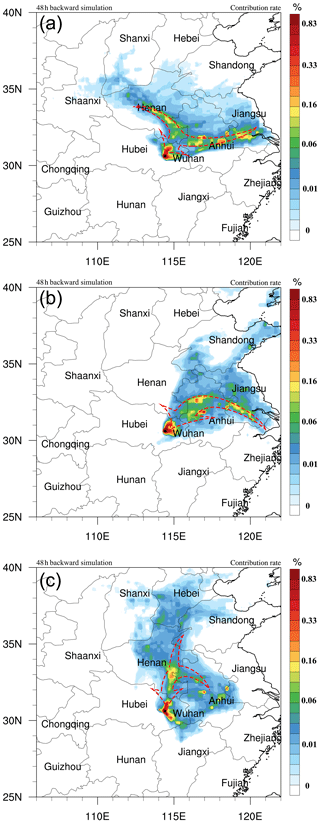 48h backward simulation Contribution rate
%
40N
(a)
Shanxi Hebei
0.83
Shandong
35N
Shaanxi
Henan
Jiangsu
0.33
0.16
Hubei Wuhan Anhui
0.06
30N
Chongqing
Zhejiang
0.01
Guizhou Hunan Jiangxi
Fujian
0
25N
110E 115E 120E
48h backward simulation Contribution rate
%
40N
(b)
Shanxi Hebei
0.83
Shandong
35N
Shaanxi
Henan
Jiangsu
0.33
0.16
Hubei Wuhan Anhui
0.06
30N
Chongqing
Zhejiang
0.01
Guizhou Hunan Jiangxi
Fujian
0
25N
110E 115E 120E
48h backward simulation Contribution rate
%
40N
(c)
Shanxi Hebei
0.83
Shandong
35N
Shaanxi
Henan
Jiangsu
0.33
0.16
Hubei Wuhan Anhui
0.06
30N
Chongqing
Zhejiang
0.01
Guizhou Hunan Jiangxi
Fujian
0
25N
110E 115E 120E